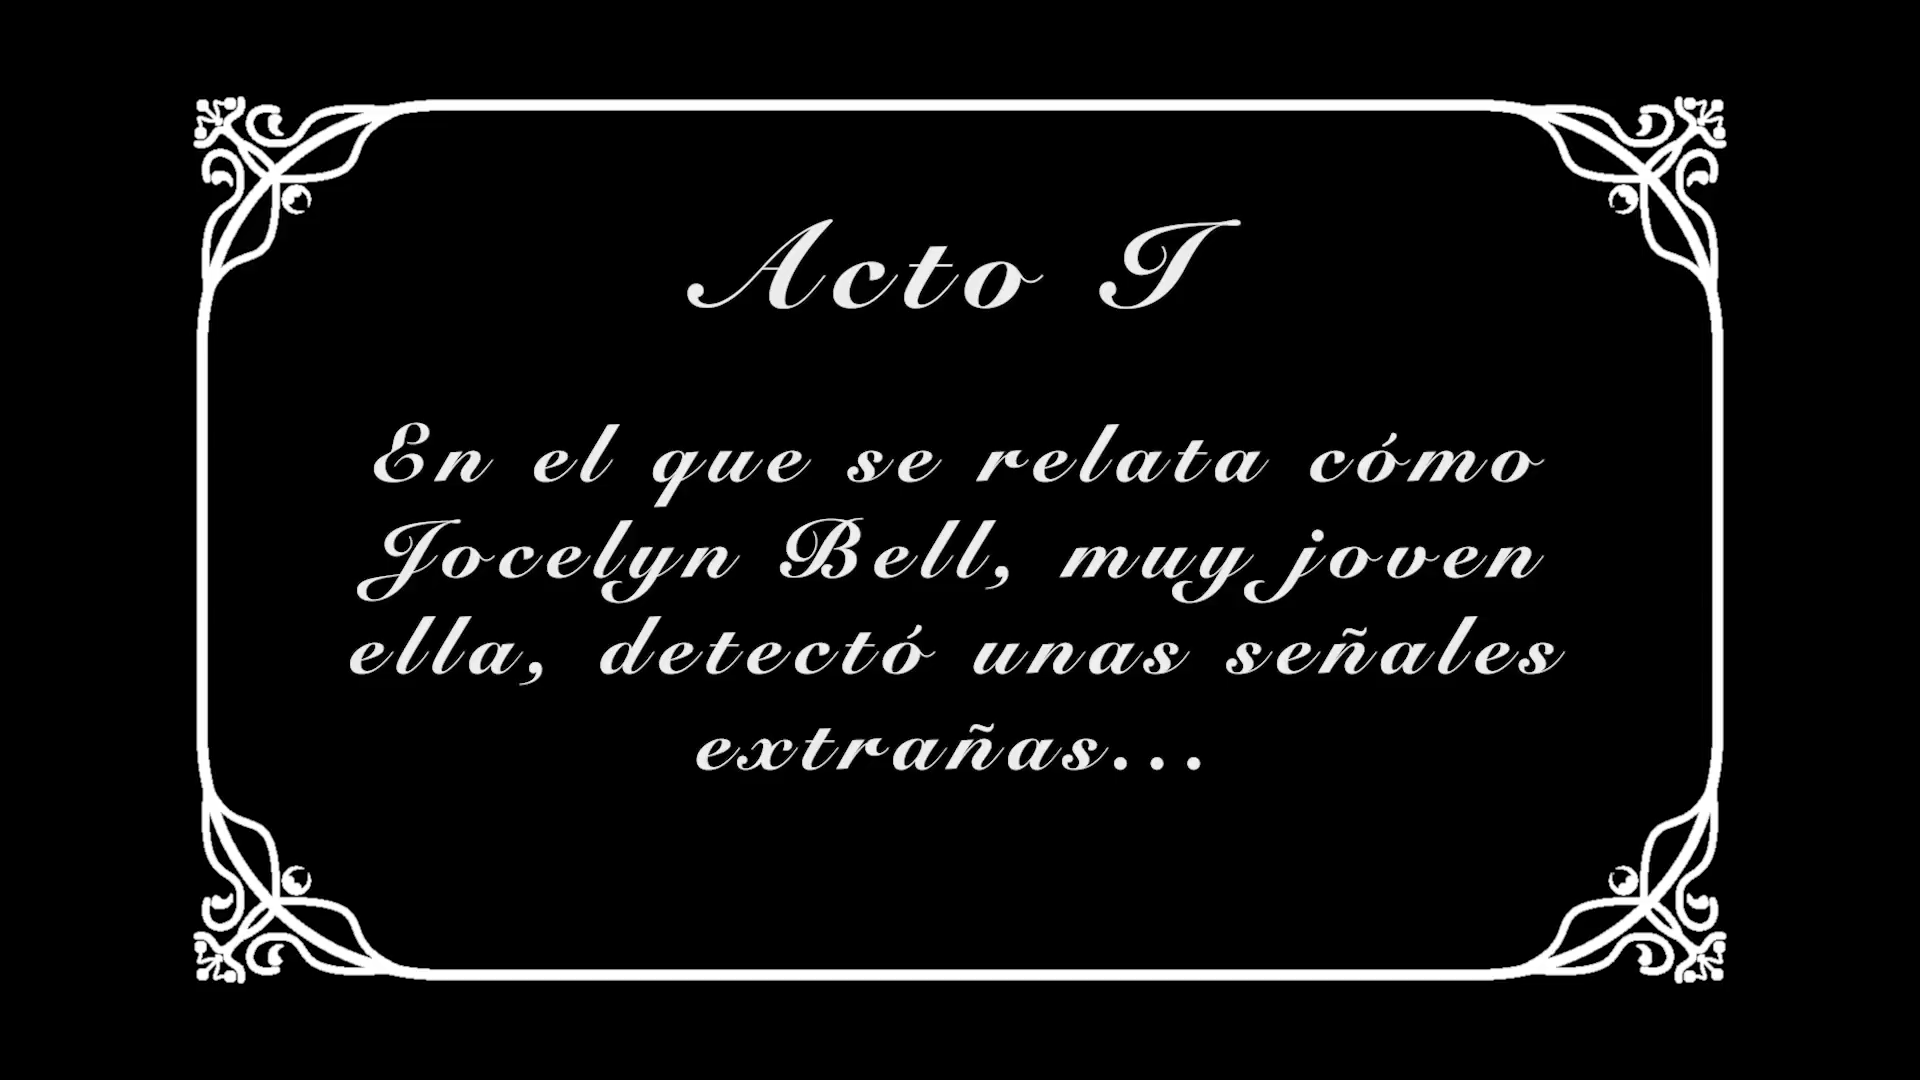 Acto I
En el que se relata cómo
Jocelyn Bell, muy joven
ella, detectó unas señales
extrañas...